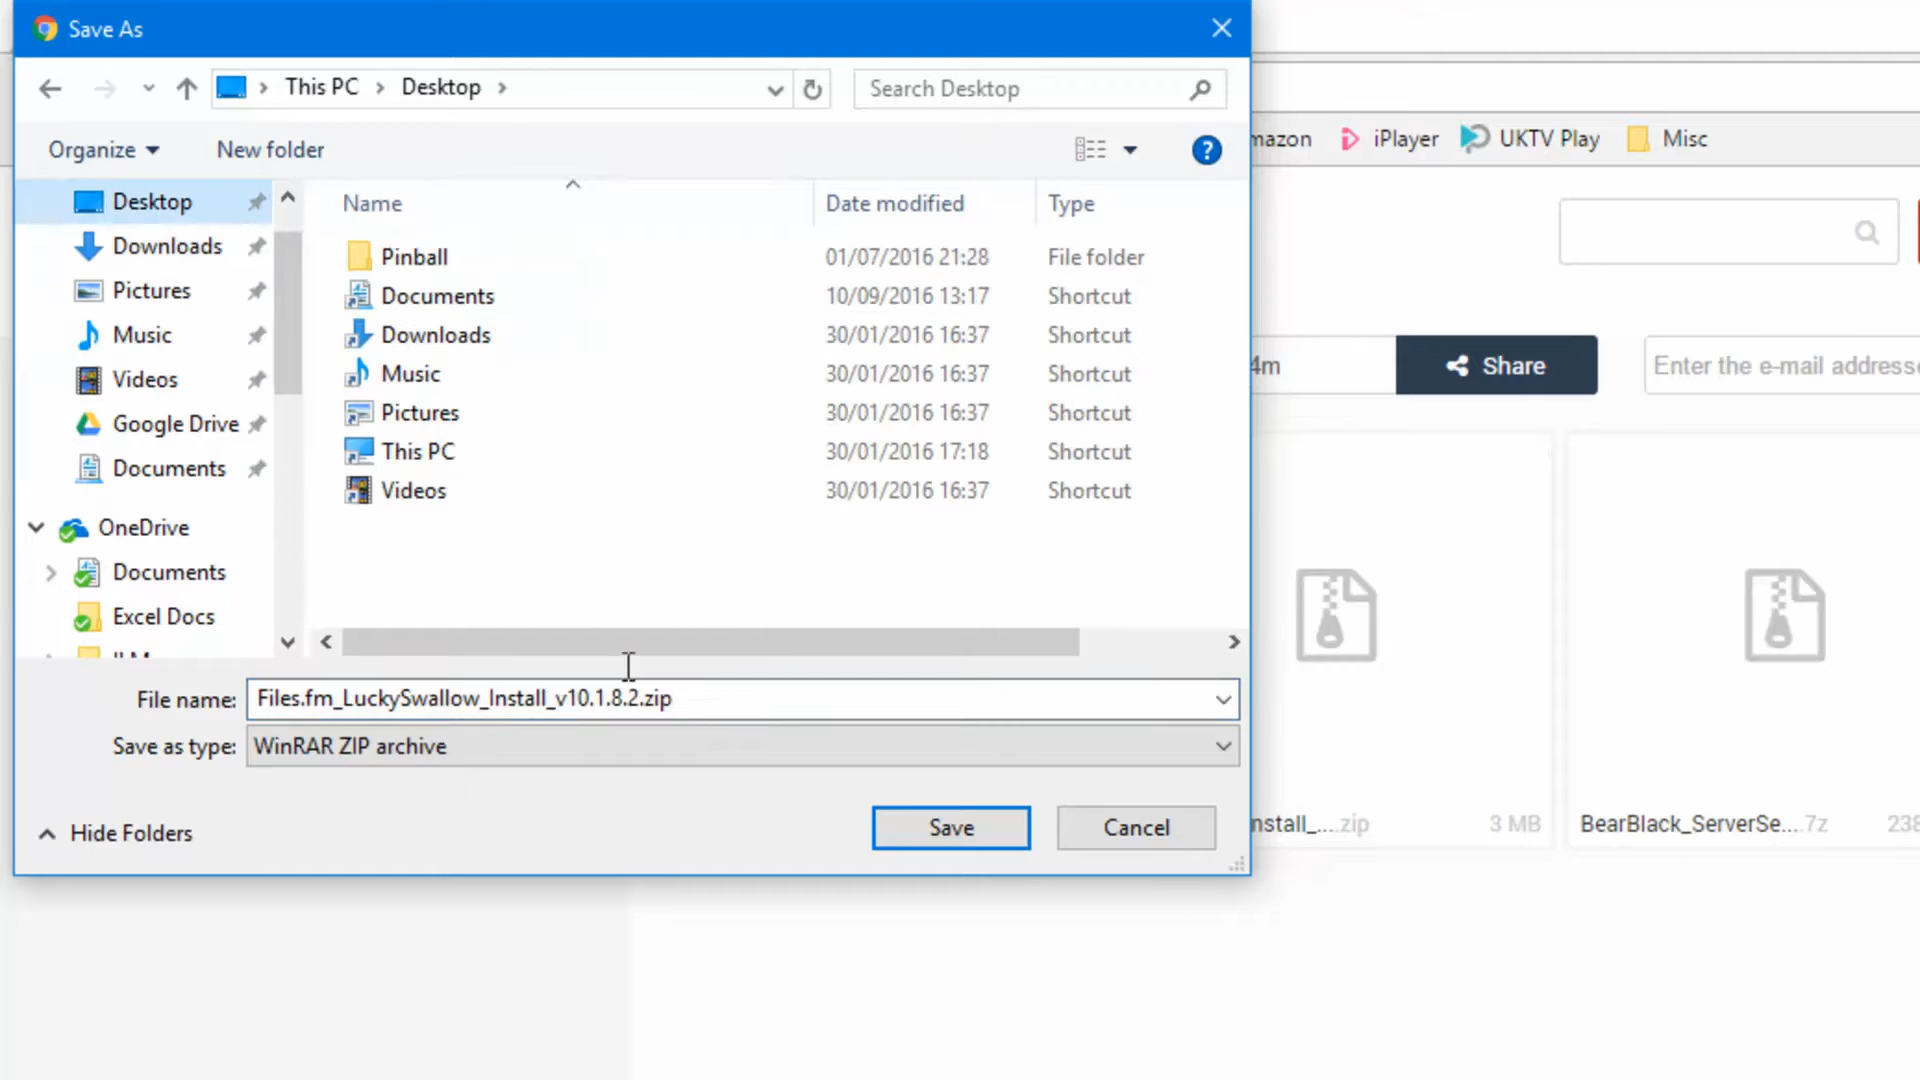 Save As
This PC > Desktop >
Search Desktop
Organize
New folder
?
Name
Date modified
Type
Desktop
Downloads
Pictures
Music
Videos
Google Drive
Documents
OneDrive
Documents
Excel Docs
Pinball 01/07/2016 21:28 File folder
Documents 10/09/2016 13:17 Shortcut
Downloads 30/01/2016 16:37 Shortcut
Music 30/01/2016 16:37 Shortcut
Pictures 30/01/2016 16:37 Shortcut
This PC 30/01/2016 17:18 Shortcut
Videos 30/01/2016 16:37 Shortcut
File name: Files.fm_LuckySwallow_Install_v10.1.8.2.zip
Save as type: WinRAR ZIP archive
Hide Folders
Save
Cancel
mazon
iPlayer
UKTV Play
Misc
4m
Share
Enter the e-mail addresse
nstall_....zip 3 MB
BearBlack_ServerSe....7z 238